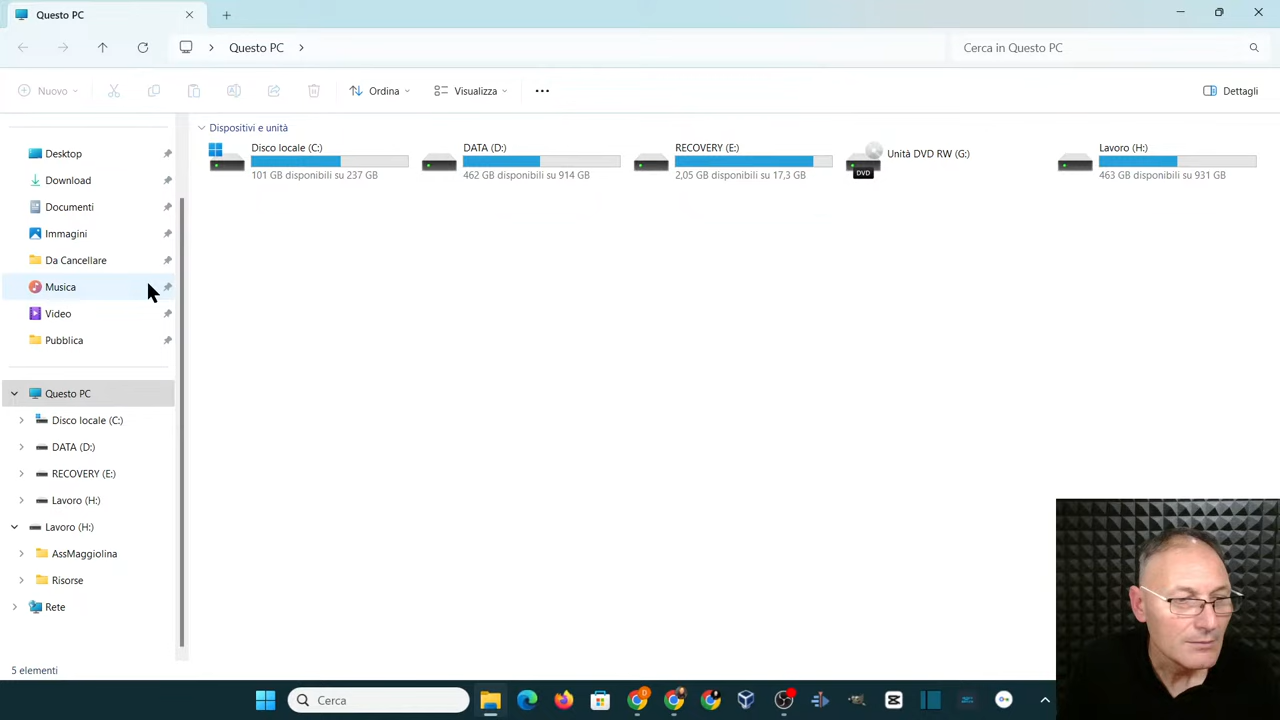 Questo PC
Questo PC
Cerca in Questo PC
Nuovo
Ordina
Visualizza
Dettagli
Desktop
Download
Documenti
Immagini
Da Cancellare
Musica
Video
Pubblica
Questo PC
Disco locale (C:)
DATA (D:)
RECOVERY (E:)
Lavoro (H:)
Lavoro (H:)
AssMaggiolina
Risorse
Rete
Dispositivi e unità
Disco locale (C:)
101 GB disponibili su 237 GB
DATA (D:)
462 GB disponibili su 914 GB
RECOVERY (E:)
2,05 GB disponibili su 17,3 GB
DVD
Unità DVD RW (G:)
Lavoro (H:)
463 GB disponibili su 931 GB
5 elementi
Cerca